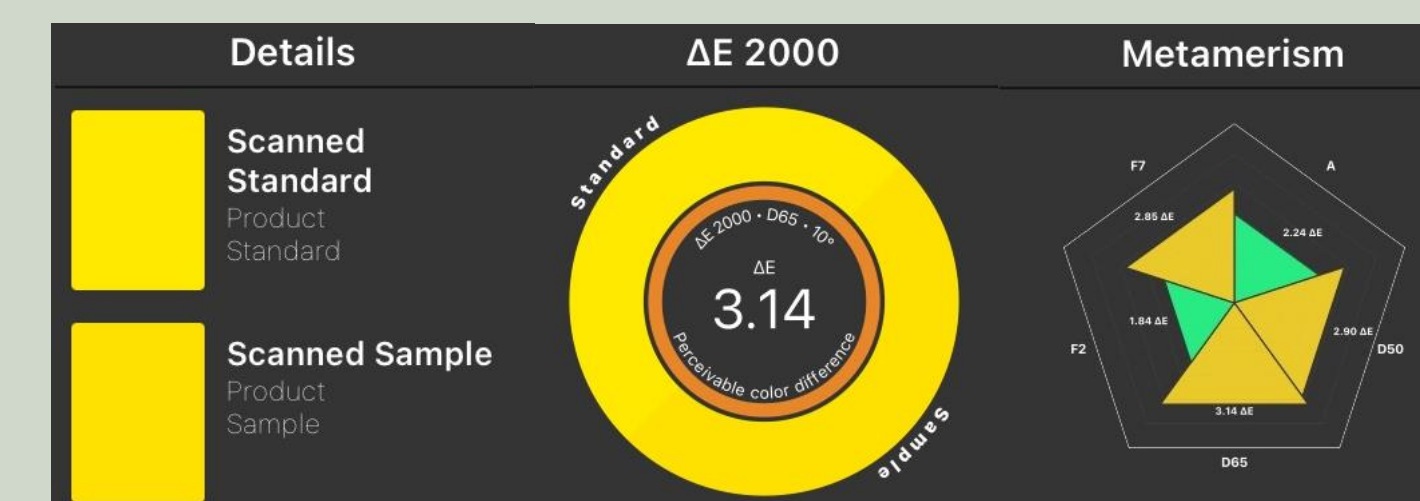 Details
Scanned
Standard
Product
Standard
Scanned Sample
Product
Sample
ΔE 2000
Standard
ΔE 2000 • D65 • 10°
ΔE
3.14
Perceivable color difference
Sample
Metamerism
F7
A
2.85 ΔE
2.24 ΔE
1.84 ΔE
2.90 ΔE
F2
D50
3.14 ΔE
D65